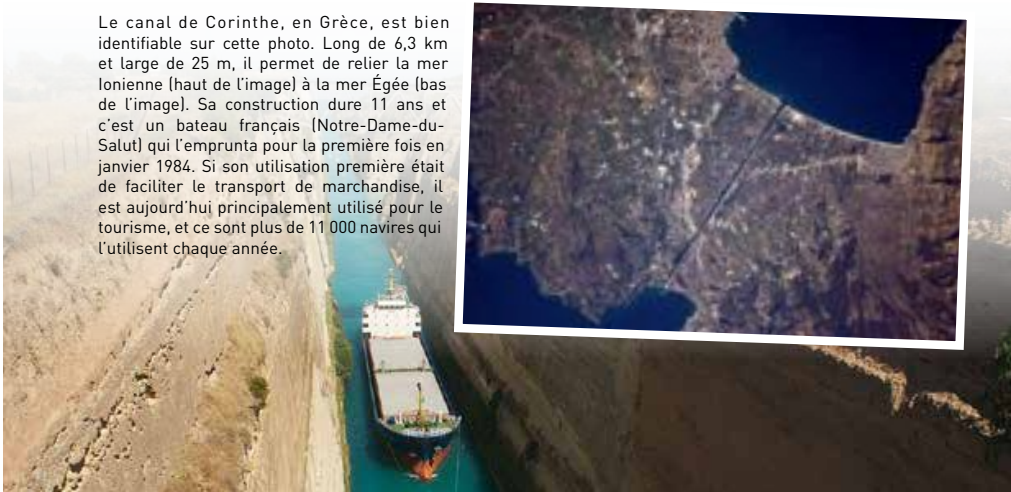 Le canal de Corinthe, en Grèce, est bien
identifiable sur cette photo. Long de 6,3 km
et large de 25 m, il permet de relier la mer
Ionienne (haut de l’image) à la mer Égée (bas
de l’image). Sa construction dure 11 ans et
c’est un bateau français (Notre-Dame-du-
Salut) qui l’emprunta pour la première fois en
janvier 1984. Si son utilisation première était
de faciliter le transport de marchandise, il
est aujourd’hui principalement utilisé pour le
tourisme, et ce sont plus de 11 000 navires qui
l’utilisent chaque année.